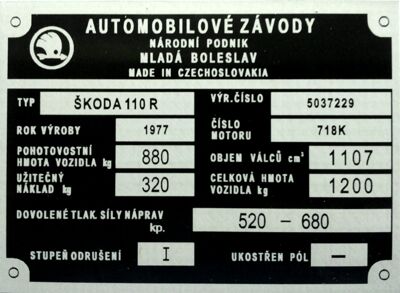 AUTOMOBILOVÉ ZÁVODY
NÁRODNÍ PODNIK
MLADÁ BOLESLAV
MADE IN CZECHOSLOVAKIA
TYP ŠKODA 110 R VÝR. ČÍSLO 5037229
ROK VÝROBY 1977 ČÍSLO MOTORU 718K
POHOTOVOSTNÍ HMOTA VOZIDLA kg 880 OBJEM VÁLCŮ cm³ 1107
UŽITEČNÝ NÁKLAD kg 320 CELKOVÁ HMOTA VOZIDLA kg 1200
DOVOLENÉ TLAK. SÍLY NÁPRAV kp. 520 – 680
STUPEŇ ODRUŠENÍ I UKOSTŘEN PÓL —